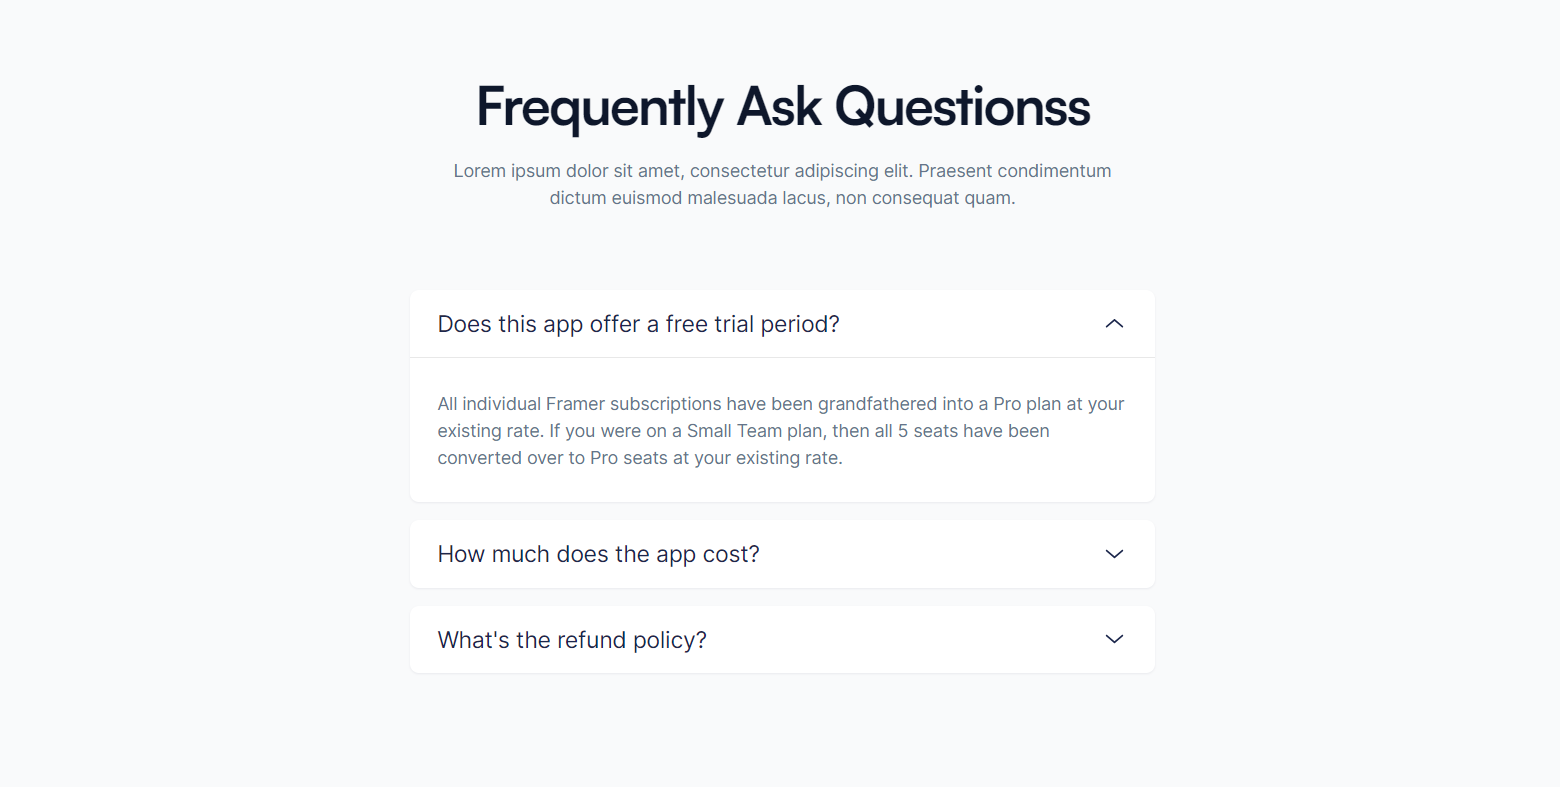 Frequently Ask Questionss
Lorem ipsum dolor sit amet, consectetur adipiscing elit. Praesent condimentum
dictum euismod malesuada lacus, non consequat quam.
Does this app offer a free trial period?
All individual Framer subscriptions have been grandfathered into a Pro plan at your
existing rate. If you were on a Small Team plan, then all 5 seats have been
converted over to Pro seats at your existing rate.
How much does the app cost?
What's the refund policy?